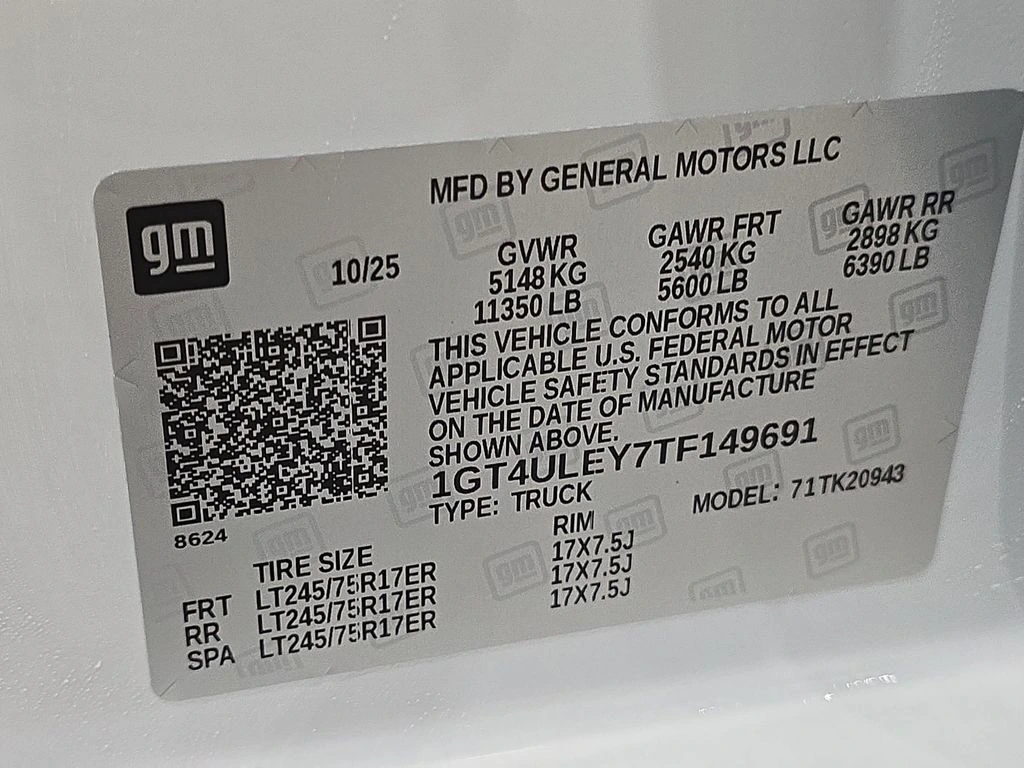 gm
MFD BY GENERAL MOTORS LLC
10/25
GVWR GAWR FRT GAWR RR
5148 KG 2540 KG 2898 KG
11350 LB 5600 LB 6390 LB
THIS VEHICLE CONFORMS TO ALL
APPLICABLE U.S. FEDERAL MOTOR
VEHICLE SAFETY STANDARDS IN EFFECT
ON THE DATE OF MANUFACTURE
SHOWN ABOVE.
1GT4ULEY7TF149691
TYPE: TRUCK MODEL: 71TK20943
8624
TIRE SIZE RIM
FRT LT245/75R17ER 17X7.5J
RR LT245/75R17ER 17X7.5J
SPA LT245/75R17ER 17X7.5J